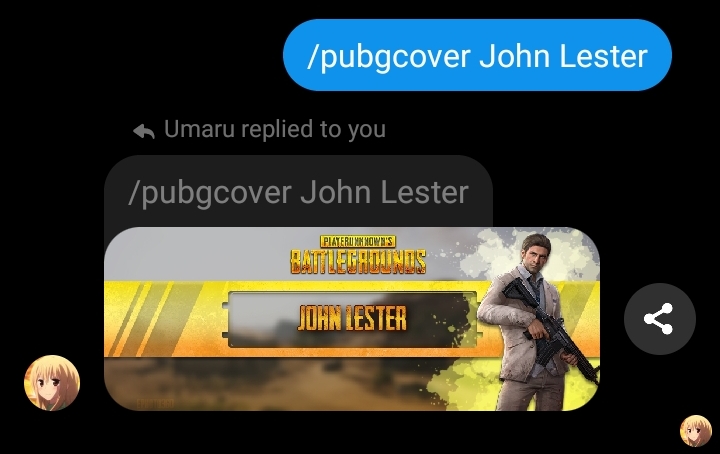 /pubgcover John Lester
Umaru replied to you
/pubgcover John Lester
PLAYERUNKNOWN'S
BATTLEGROUNDS
JOHN LESTER